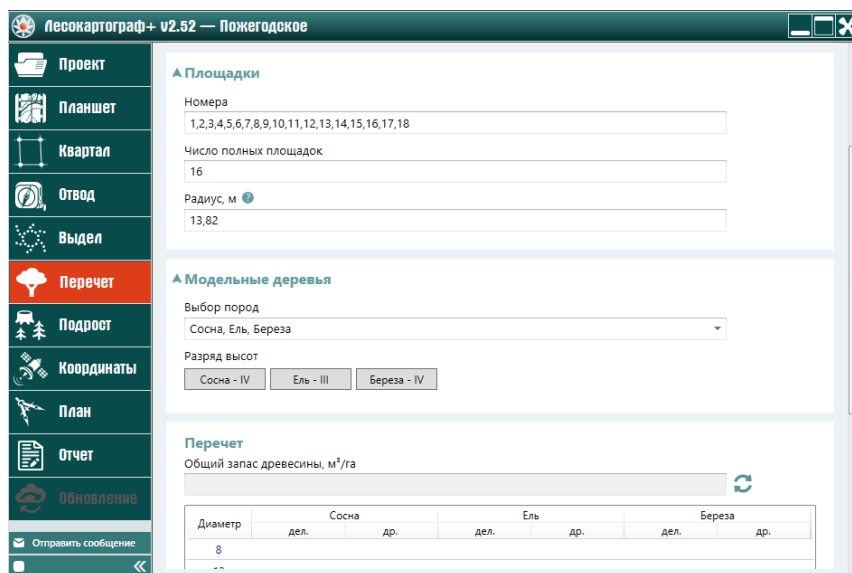 Лесокартограф+ v2.52 — Пожегодское
Проект
Планшет
Квартал
Отвод
Выдел
Перечет
Подрост
Координаты
План
Отчет
Обновление
Отправить сообщение
Площадки
Номера
1,2,3,4,5,6,7,8,9,10,11,12,13,14,15,16,17,18
Число полных площадок
16
Радиус, м ?
13,82
Модельные деревья
Выбор пород
Сосна, Ель, Береза
Разряд высот
Сосна - IV Ель - III Береза - IV
Перечет
Общий запас древесины, м³/га
Диаметр Сосна Ель Береза
дел. др. дел. др. дел. др.
8